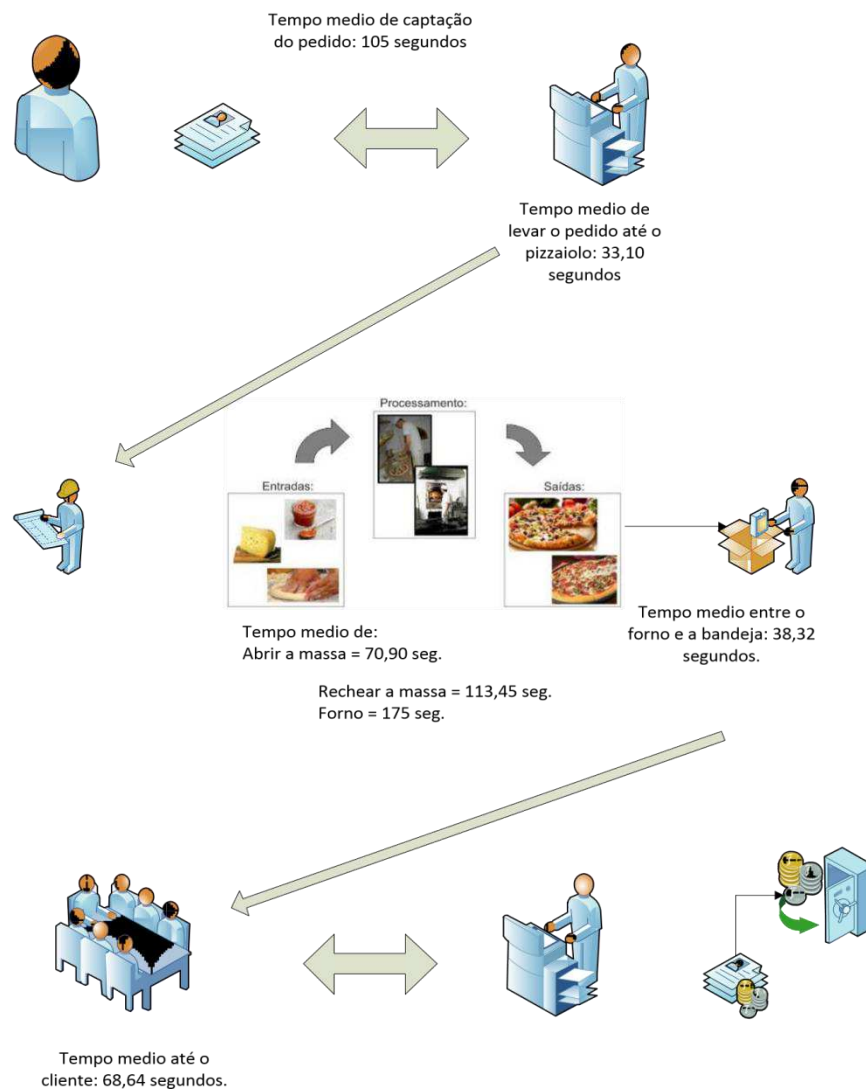 Tempo medio de captação
do pedido: 105 segundos
Tempo medio de
levar o pedido até o
pizzaiolo: 33,10
segundos
Processamento:
Entradas:
Saídas:
Tempo medio entre o
forno e a bandeja: 38,32
segundos.
Tempo medio de:
Abrir a massa = 70,90 seg.
Rechear a massa = 113,45 seg.
Forno = 175 seg.
Tempo medio até o
cliente: 68,64 segundos.